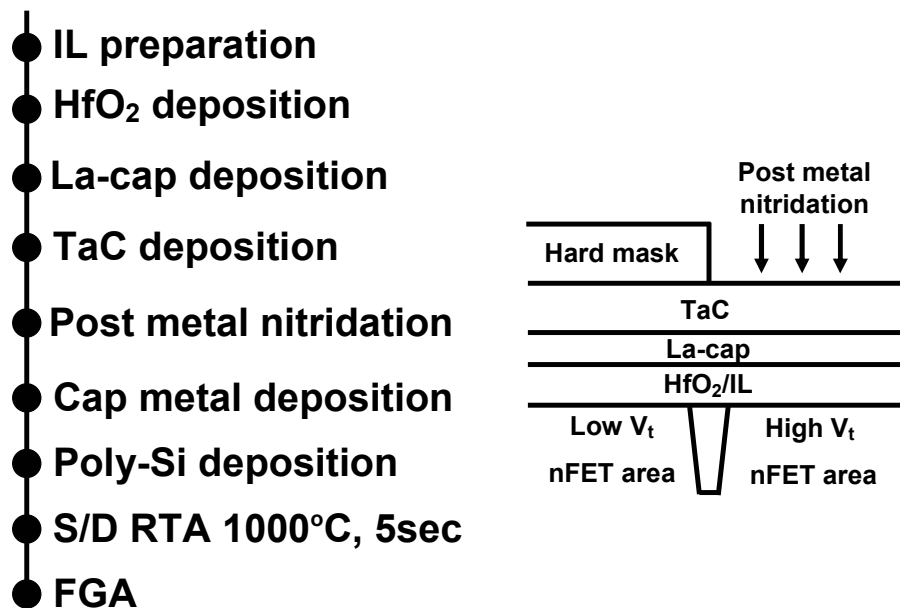 IL preparation
HfO₂ deposition
La-cap deposition
TaC deposition
Post metal nitridation
Cap metal deposition
Poly-Si deposition
S/D RTA 1000°C, 5sec
FGA
Post metal
nitridation
Hard mask
TaC
La-cap
HfO₂/IL
Low Vₜ
nFET area
High Vₜ
nFET area